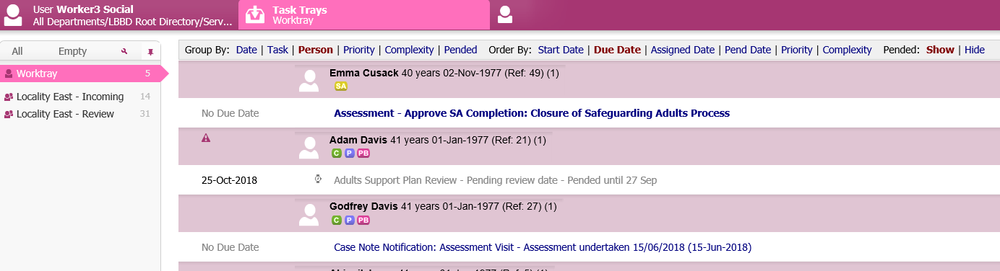 User Worker3 Social
All Departments/LBBD Root Directory/Serv...
Task Trays
Worktray
All Empty
Group By: Date | Task | Person | Priority | Complexity | Pended Order By: Start Date | Due Date | Assigned Date | Pend Date | Priority | Complexity Pended: Show | Hide
Worktray 5
Locality East - Incoming 14
Locality East - Review 31
Emma Cusack 40 years 02-Nov-1977 (Ref: 49) (1)
SA
No Due Date Assessment - Approve SA Completion: Closure of Safeguarding Adults Process
Adam Davis 41 years 01-Jan-1977 (Ref: 21) (1)
C P PB
25-Oct-2018 Adults Support Plan Review - Pending review date - Pended until 27 Sep
Godfrey Davis 41 years 01-Jan-1977 (Ref: 27) (1)
C P PB
No Due Date Case Note Notification: Assessment Visit - Assessment undertaken 15/06/2018 (15-Jun-2018)